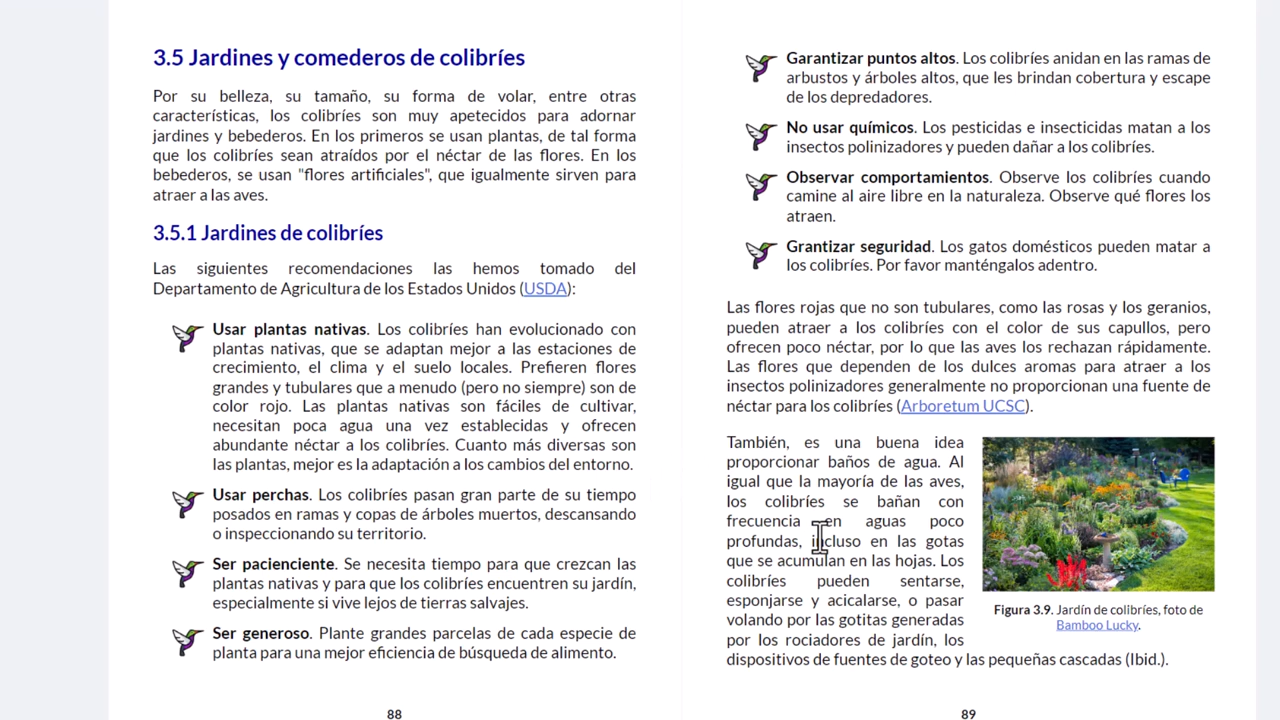 3.5 Jardines y comederos de colibríes
Por su belleza, su tamaño, su forma de volar, entre otras
características, los colibríes son muy apetecidos para adornar
jardines y bebederos. En los primeros se usan plantas, de tal forma
que los colibríes sean atraídos por el néctar de las flores. En los
bebederos, se usan "flores artificiales", que igualmente sirven para
atraer a las aves.
3.5.1 Jardines de colibríes
Las siguientes recomendaciones las hemos tomado del
Departamento de Agricultura de los Estados Unidos (USDA):
Usar plantas nativas. Los colibríes han evolucionado con
plantas nativas, que se adaptan mejor a las estaciones de
crecimiento, el clima y el suelo locales. Prefieren flores
grandes y tubulares que a menudo (pero no siempre) son de
color rojo. Las plantas nativas son fáciles de cultivar,
necesitan poca agua una vez establecidas y ofrecen
abundante néctar a los colibríes. Cuanto más diversas son
las plantas, mejor es la adaptación a los cambios del entorno.
Usar perchas. Los colibríes pasan gran parte de su tiempo
posados en ramas y copas de árboles muertos, descansando
o inspeccionando su territorio.
Ser pacienciente. Se necesita tiempo para que crezcan las
plantas nativas y para que los colibríes encuentren su jardín,
especialmente si vive lejos de tierras salvajes.
Ser generoso. Plante grandes parcelas de cada especie de
planta para una mejor eficiencia de búsqueda de alimento.
88
Garantizar puntos altos. Los colibríes anidan en las ramas de
arbustos y árboles altos, que les brindan cobertura y escape
de los depredadores.
No usar químicos. Los pesticidas e insecticidas matan a los
insectos polinizadores y pueden dañar a los colibríes.
Observar comportamientos. Observe los colibríes cuando
camine al aire libre en la naturaleza. Observe qué flores los
atraen.
Grantizar seguridad. Los gatos domésticos pueden matar a
los colibríes. Por favor manténgalos adentro.
Las flores rojas que no son tubulares, como las rosas y los geranios,
pueden atraer a los colibríes con el color de sus capullos, pero
ofrecen poco néctar, por lo que las aves los rechazan rápidamente.
Las flores que dependen de los dulces aromas para atraer a los
insectos polinizadores generalmente no proporcionan una fuente de
néctar para los colibríes (Arboretum UCSC).
También, es una buena idea
proporcionar baños de agua. Al
igual que la mayoría de las aves,
los colibríes se bañan con
frecuencia en aguas poco
profundas, incluso en las gotas
que se acumulan en las hojas. Los
colibríes pueden sentarse,
esponjarse y acicalarse, o pasar
volando por las gotitas generadas
por los rociadores de jardín, los
dispositivos de fuentes de goteo y las pequeñas cascadas (Ibid.).
Figura 3.9. Jardín de colibríes, foto de
Bamboo Lucky.
89